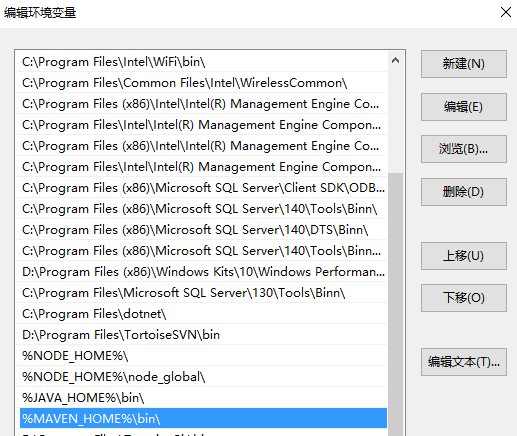 编辑环境变量
C:\Program Files\Intel\WiFi\bin\
C:\Program Files\Common Files\Intel\WirelessCommon\
C:\Program Files (x86)\Intel\Intel(R) Management Engine Co...
C:\Program Files\Intel\Intel(R) Management Engine Compon...
C:\Program Files (x86)\Intel\Intel(R) Management Engine Co...
C:\Program Files\Intel\Intel(R) Management Engine Compon...
C:\Program Files (x86)\Microsoft SQL Server\Client SDK\ODB...
C:\Program Files (x86)\Microsoft SQL Server\140\Tools\Binn\
C:\Program Files (x86)\Microsoft SQL Server\140\DTS\Binn\
C:\Program Files (x86)\Microsoft SQL Server\140\Tools\Binn...
D:\Program Files (x86)\Windows Kits\10\Windows Performan...
C:\Program Files\Microsoft SQL Server\130\Tools\Binn\
C:\Program Files\dotnet\
D:\Program Files\TortoiseSVN\bin
%NODE_HOME%\
%NODE_HOME%\node_global\
%JAVA_HOME%\bin\
%MAVEN_HOME%\bin\
新建(N)
编辑(E)
浏览(B)...
删除(D)
上移(U)
下移(O)
编辑文本(T)...